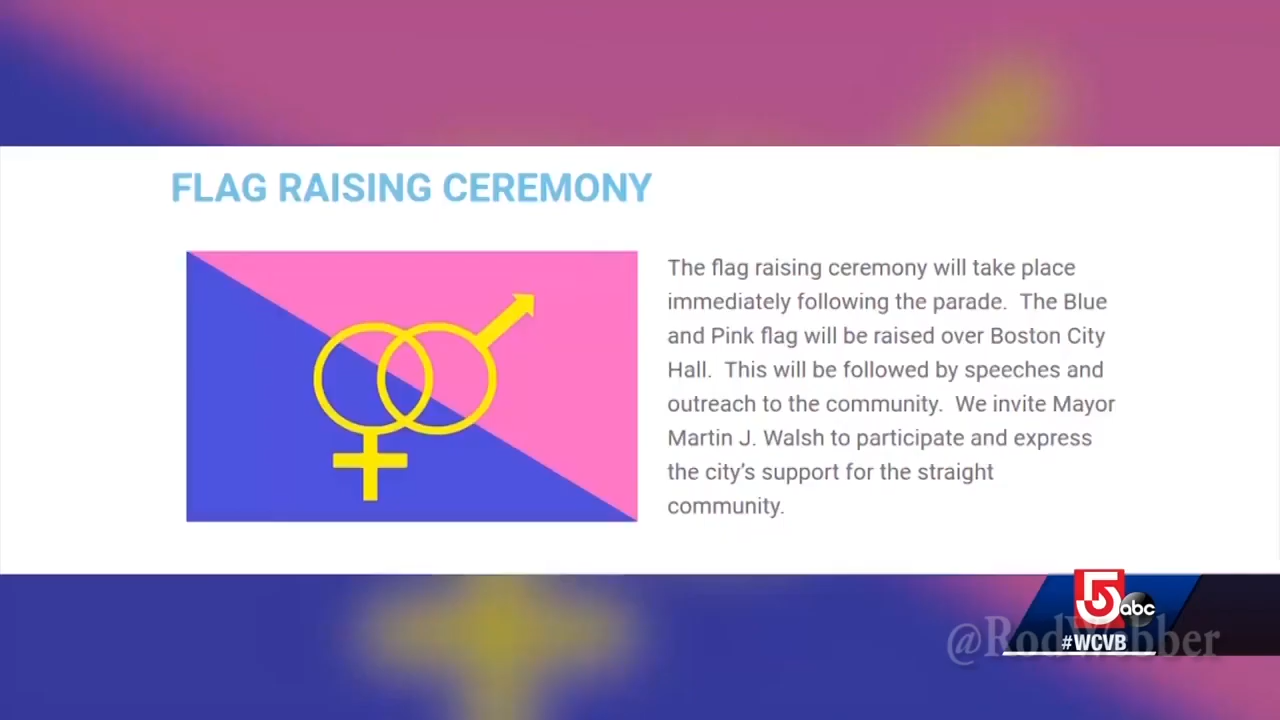 FLAG RAISING CEREMONY
The flag raising ceremony will take place
immediately following the parade.  The Blue
and Pink flag will be raised over Boston City
Hall.  This will be followed by speeches and
outreach to the community.  We invite Mayor
Martin J. Walsh to participate and express
the city's support for the straight
community.
5 abc
@RodWebber
#WCVB